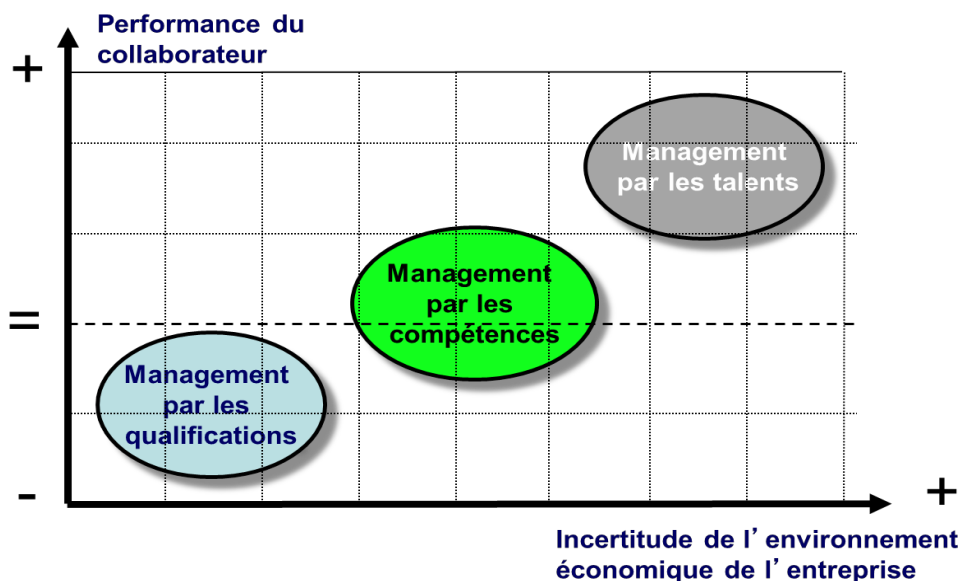 Performance du
collaborateur
+
Management
par les talents
Management
par les
compétences
=
Management
par les
qualifications
-
+
Incertitude de l’environnement
économique de l’entreprise